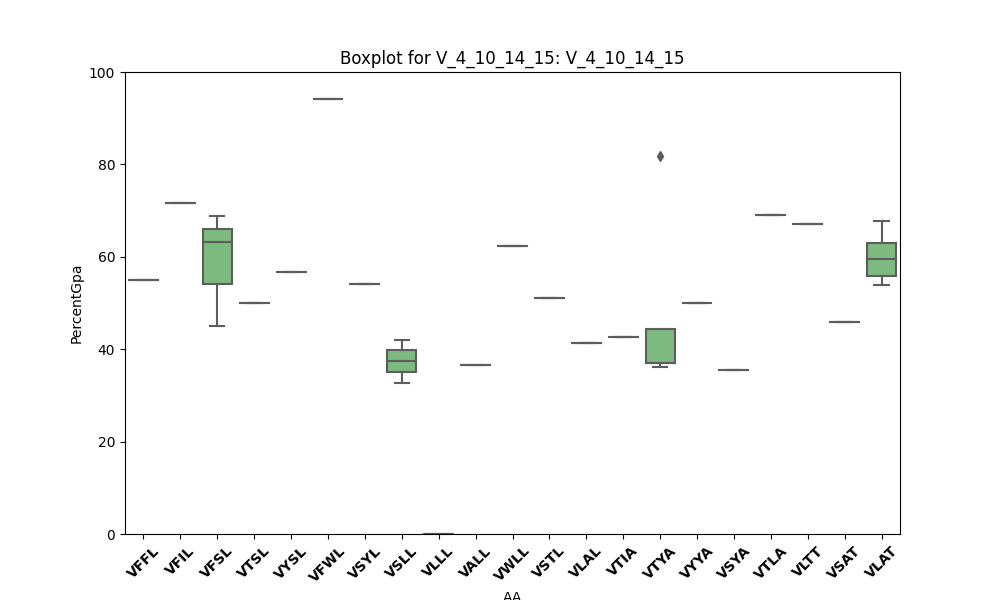 Boxplot for V_4_10_14_15: V_4_10_14_15
PercentGpa
100
80
60
40
20
0
VFFL VFIL VFSL VTSL VYSL VFWL VSYL VSLL VLLL VALL VWLL VSTL VLAL VTIA VTYA VYYA VSYA VTLA VLTT VSAT VLAT
AA